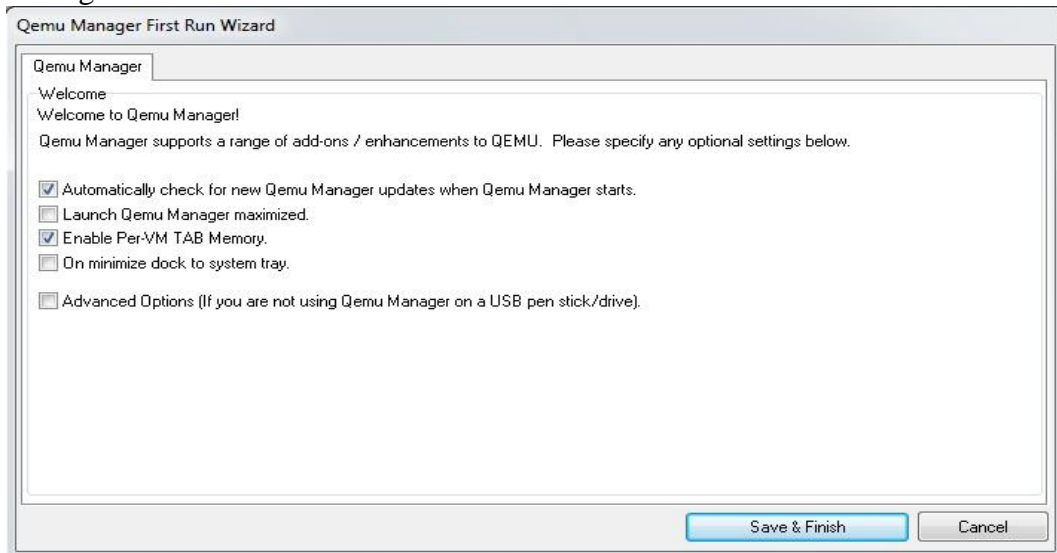 Qemu Manager First Run Wizard
Qemu Manager
Welcome
Welcome to Qemu Manager!
Qemu Manager supports a range of add-ons / enhancements to QEMU. Please specify any optional settings below.
Automatically check for new Qemu Manager updates when Qemu Manager starts.
Launch Qemu Manager maximized.
Enable Per-VM TAB Memory.
On minimize dock to system tray.
Advanced Options (If you are not using Qemu Manager on a USB pen stick/drive).
Save & Finish Cancel